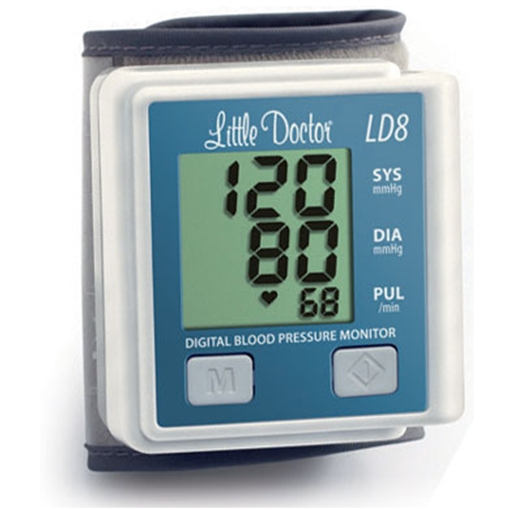 Little Doctor® LD8
120 SYS mmHg
80 DIA mmHg
68 PUL /min
DIGITAL BLOOD PRESSURE MONITOR
M